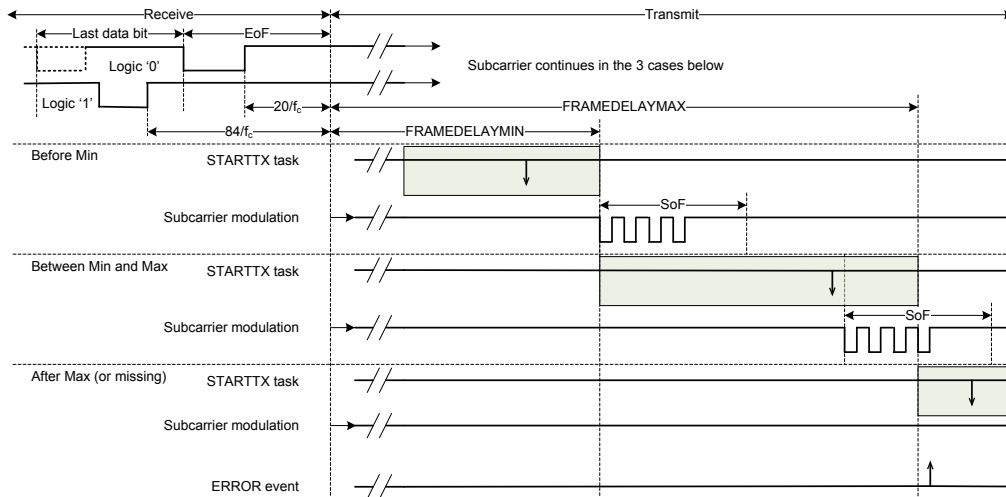 Receive
Transmit
Last data bit
EoF
Logic ‘0’
Subcarrier continues in the 3 cases below
Logic ‘1’
20/fc
FRAMEDELAYMAX
84/fc
FRAMEDELAYMIN
Before Min
STARTTX task
SoF
Subcarrier modulation
Between Min and Max
STARTTX task
SoF
Subcarrier modulation
After Max (or missing)
STARTTX task
Subcarrier modulation
ERROR event